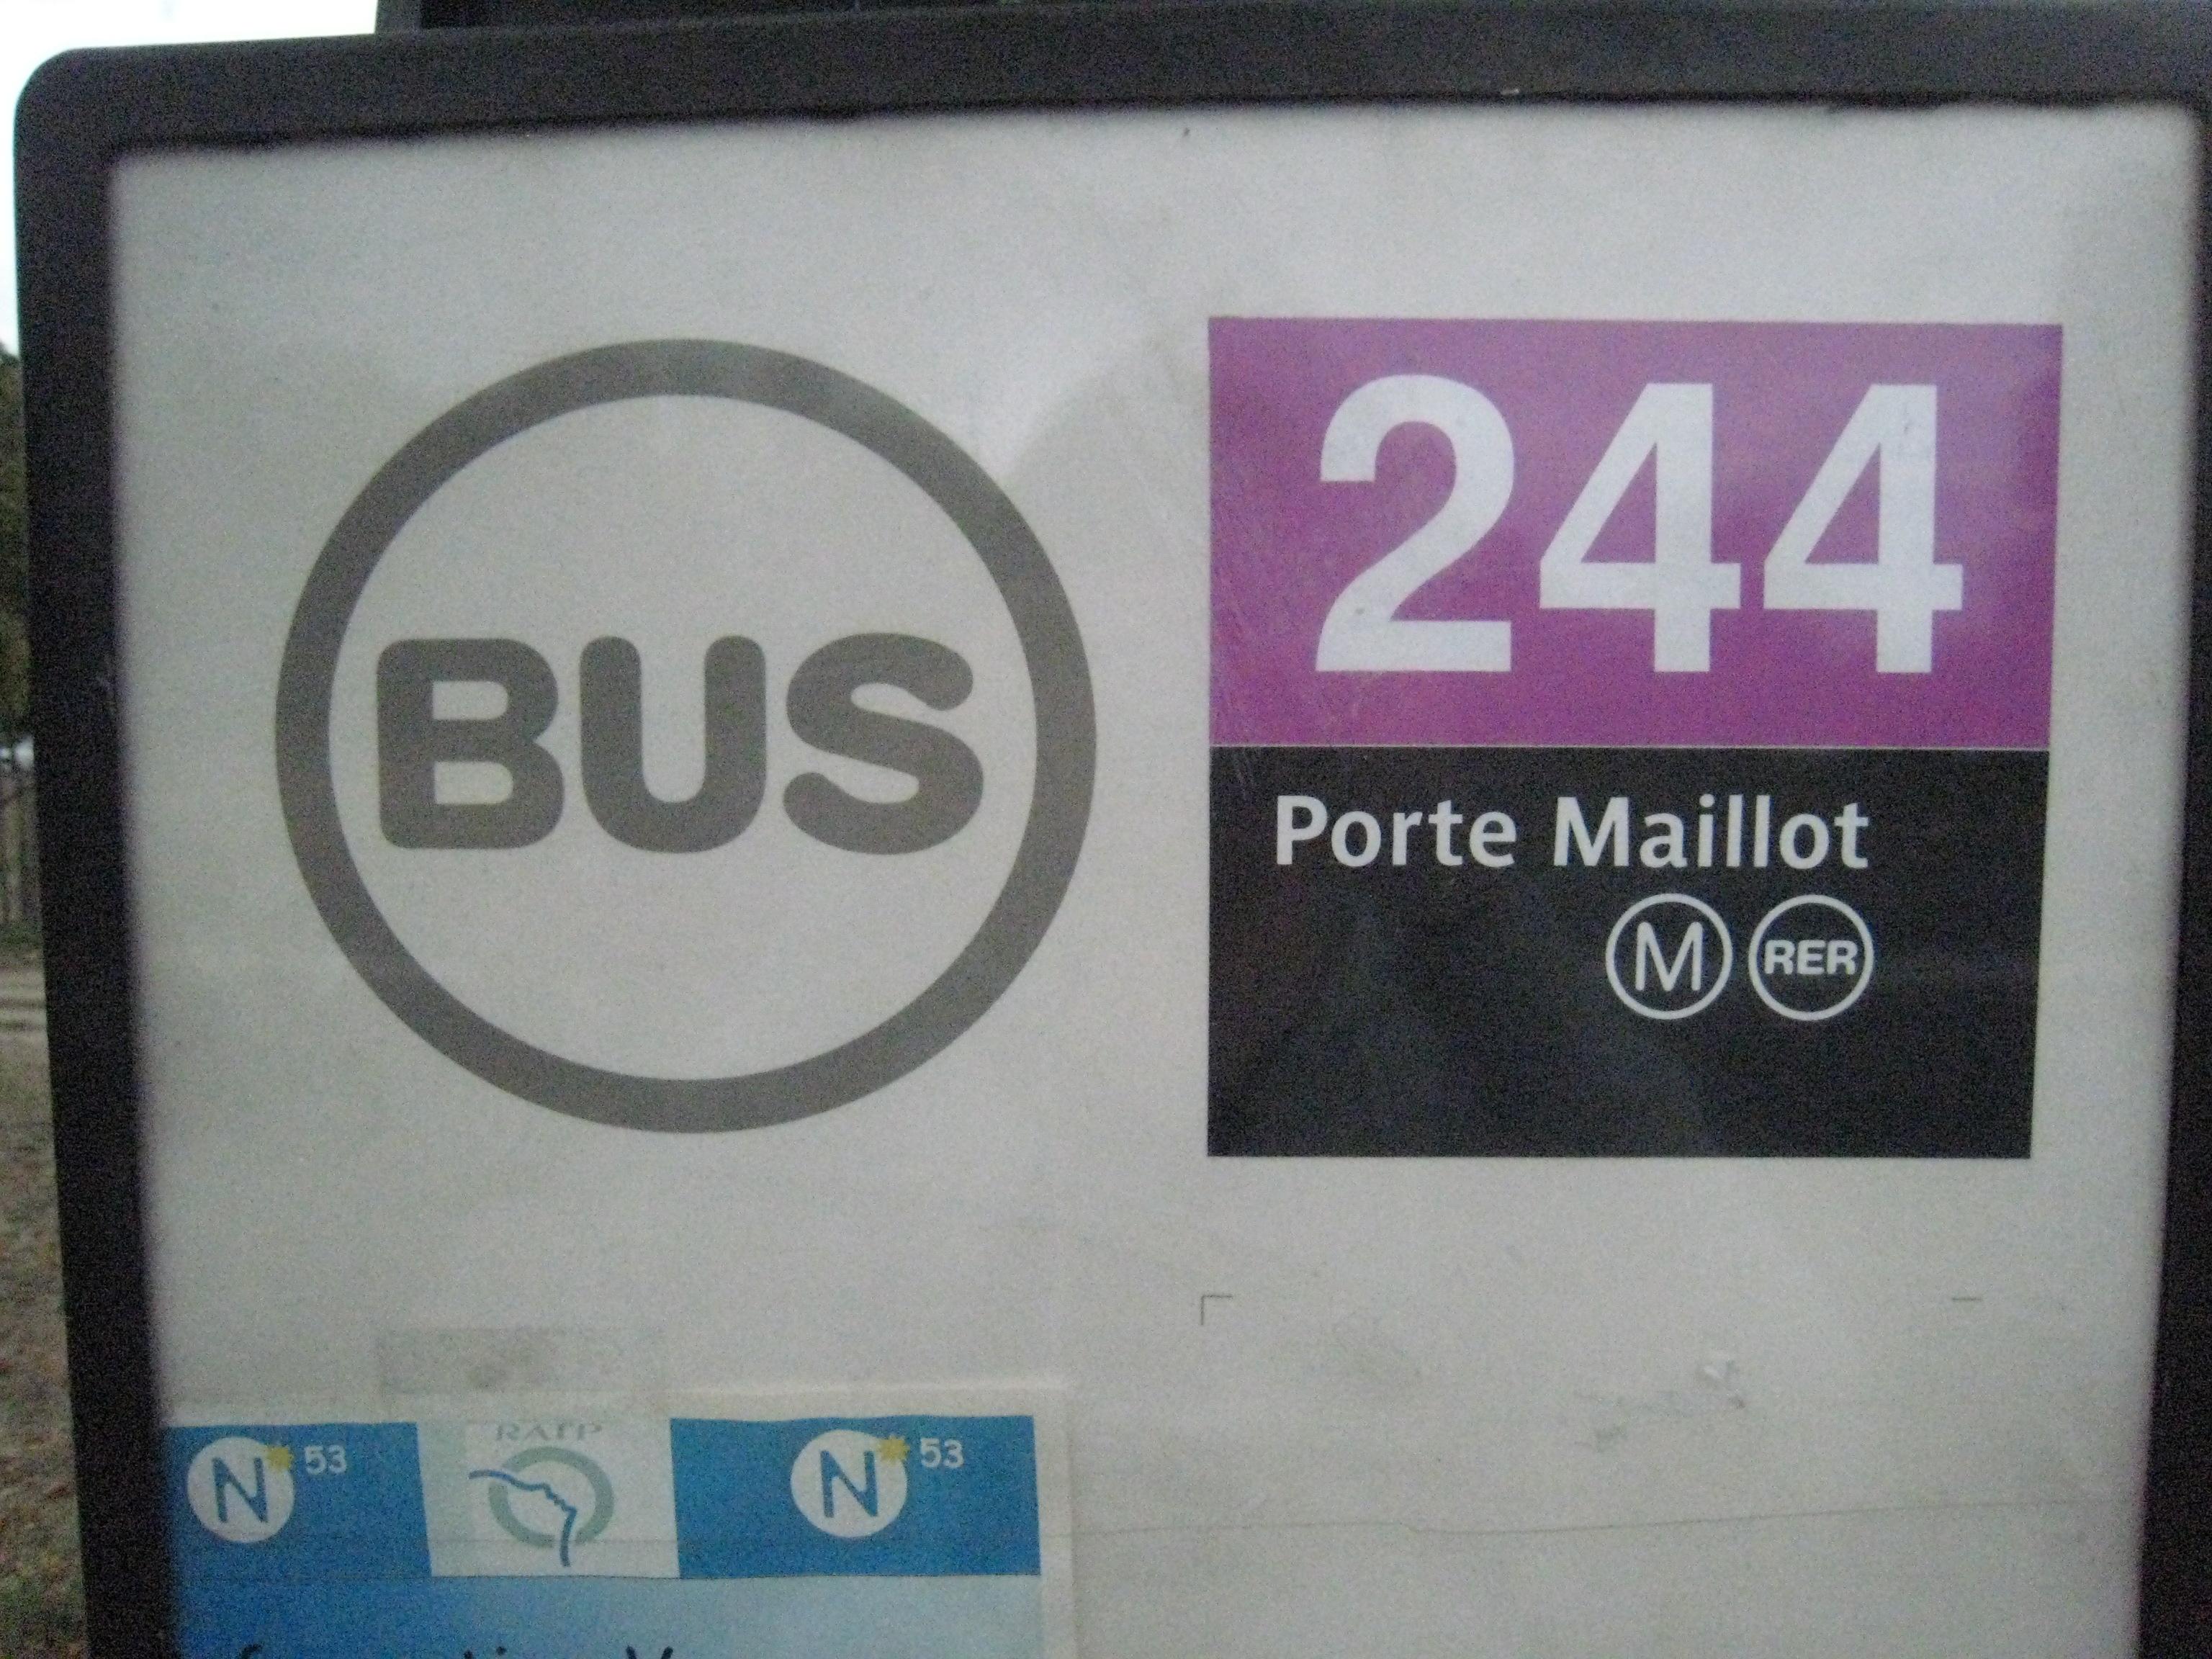 BUS
244
Porte Maillot
M RER
N 53
RATP
N 53